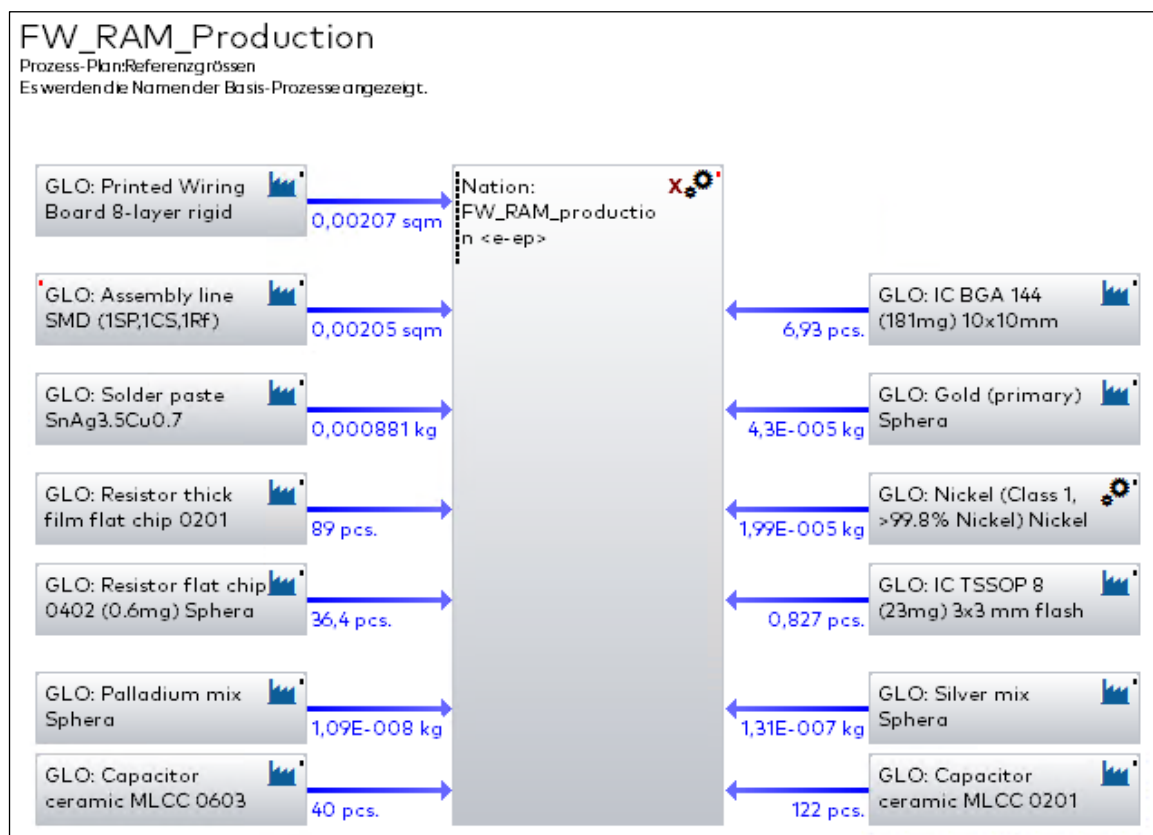 FW_RAM_Production
Prozess-Plan:Referenzgrössen
Es werden die Namen der Basis-Prozesse angezeigt.
GLO: Printed Wiring
Board 8-layer rigid
0,00207 sqm
Nation:
FW_RAM_productio
n <e-ep>
X
GLO: Assembly line
SMD (1SP,1CS,1Rf)
0,00205 sqm
GLO: IC BGA 144
(181mg) 10x10mm
6,93 pcs.
GLO: Solder paste
SnAg3.5Cu0.7
0,000881 kg
GLO: Gold (primary)
Sphera
4,3E-005 kg
GLO: Resistor thick
film flat chip 0201
89 pcs.
GLO: Nickel (Class 1,
>99.8% Nickel) Nickel
1,99E-005 kg
GLO: Resistor flat chip
0402 (0.6mg) Sphera
36,4 pcs.
GLO: IC TSSOP 8
(23mg) 3x3 mm flash
0,827 pcs.
GLO: Palladium mix
Sphera
1,09E-008 kg
GLO: Silver mix
Sphera
1,31E-007 kg
GLO: Capacitor
ceramic MLCC 0603
40 pcs.
GLO: Capacitor
ceramic MLCC 0201
122 pcs.